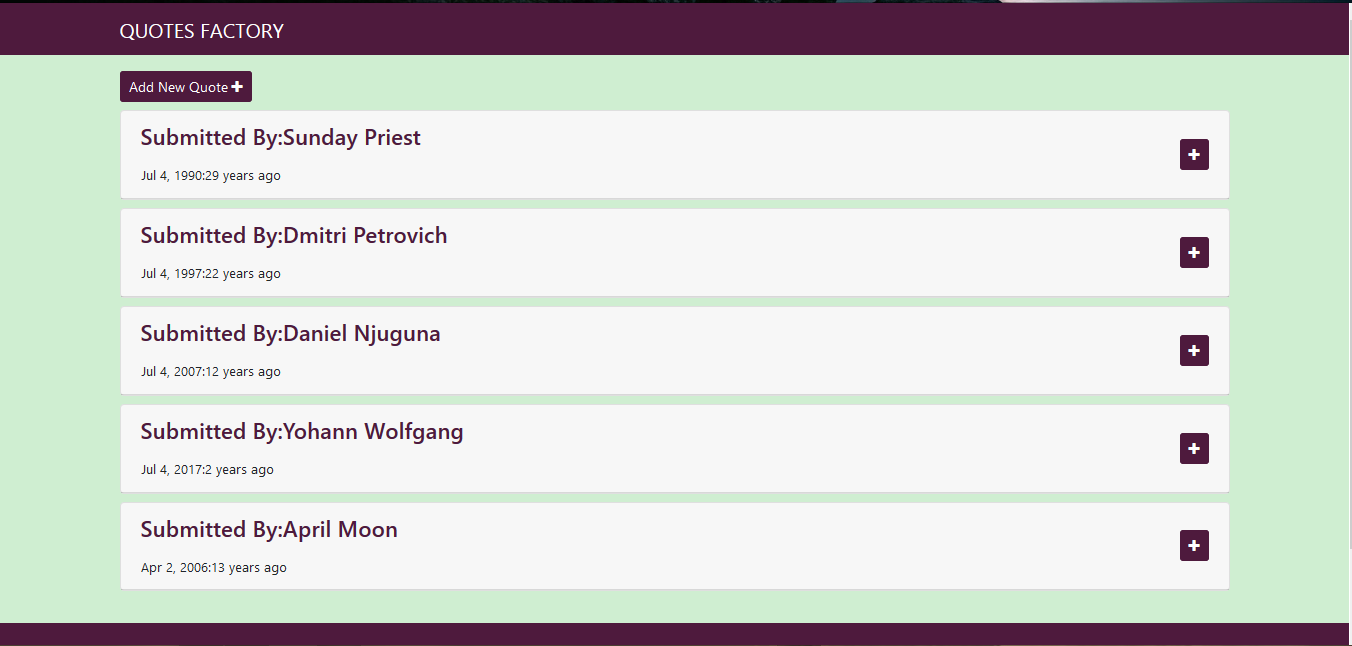 QUOTES FACTORY
Add New Quote
Submitted By:Sunday Priest
Jul 4, 1990:29 years ago
Submitted By:Dmitri Petrovich
Jul 4, 1997:22 years ago
Submitted By:Daniel Njuguna
Jul 4, 2007:12 years ago
Submitted By:Yohann Wolfgang
Jul 4, 2017:2 years ago
Submitted By:April Moon
Apr 2, 2006:13 years ago